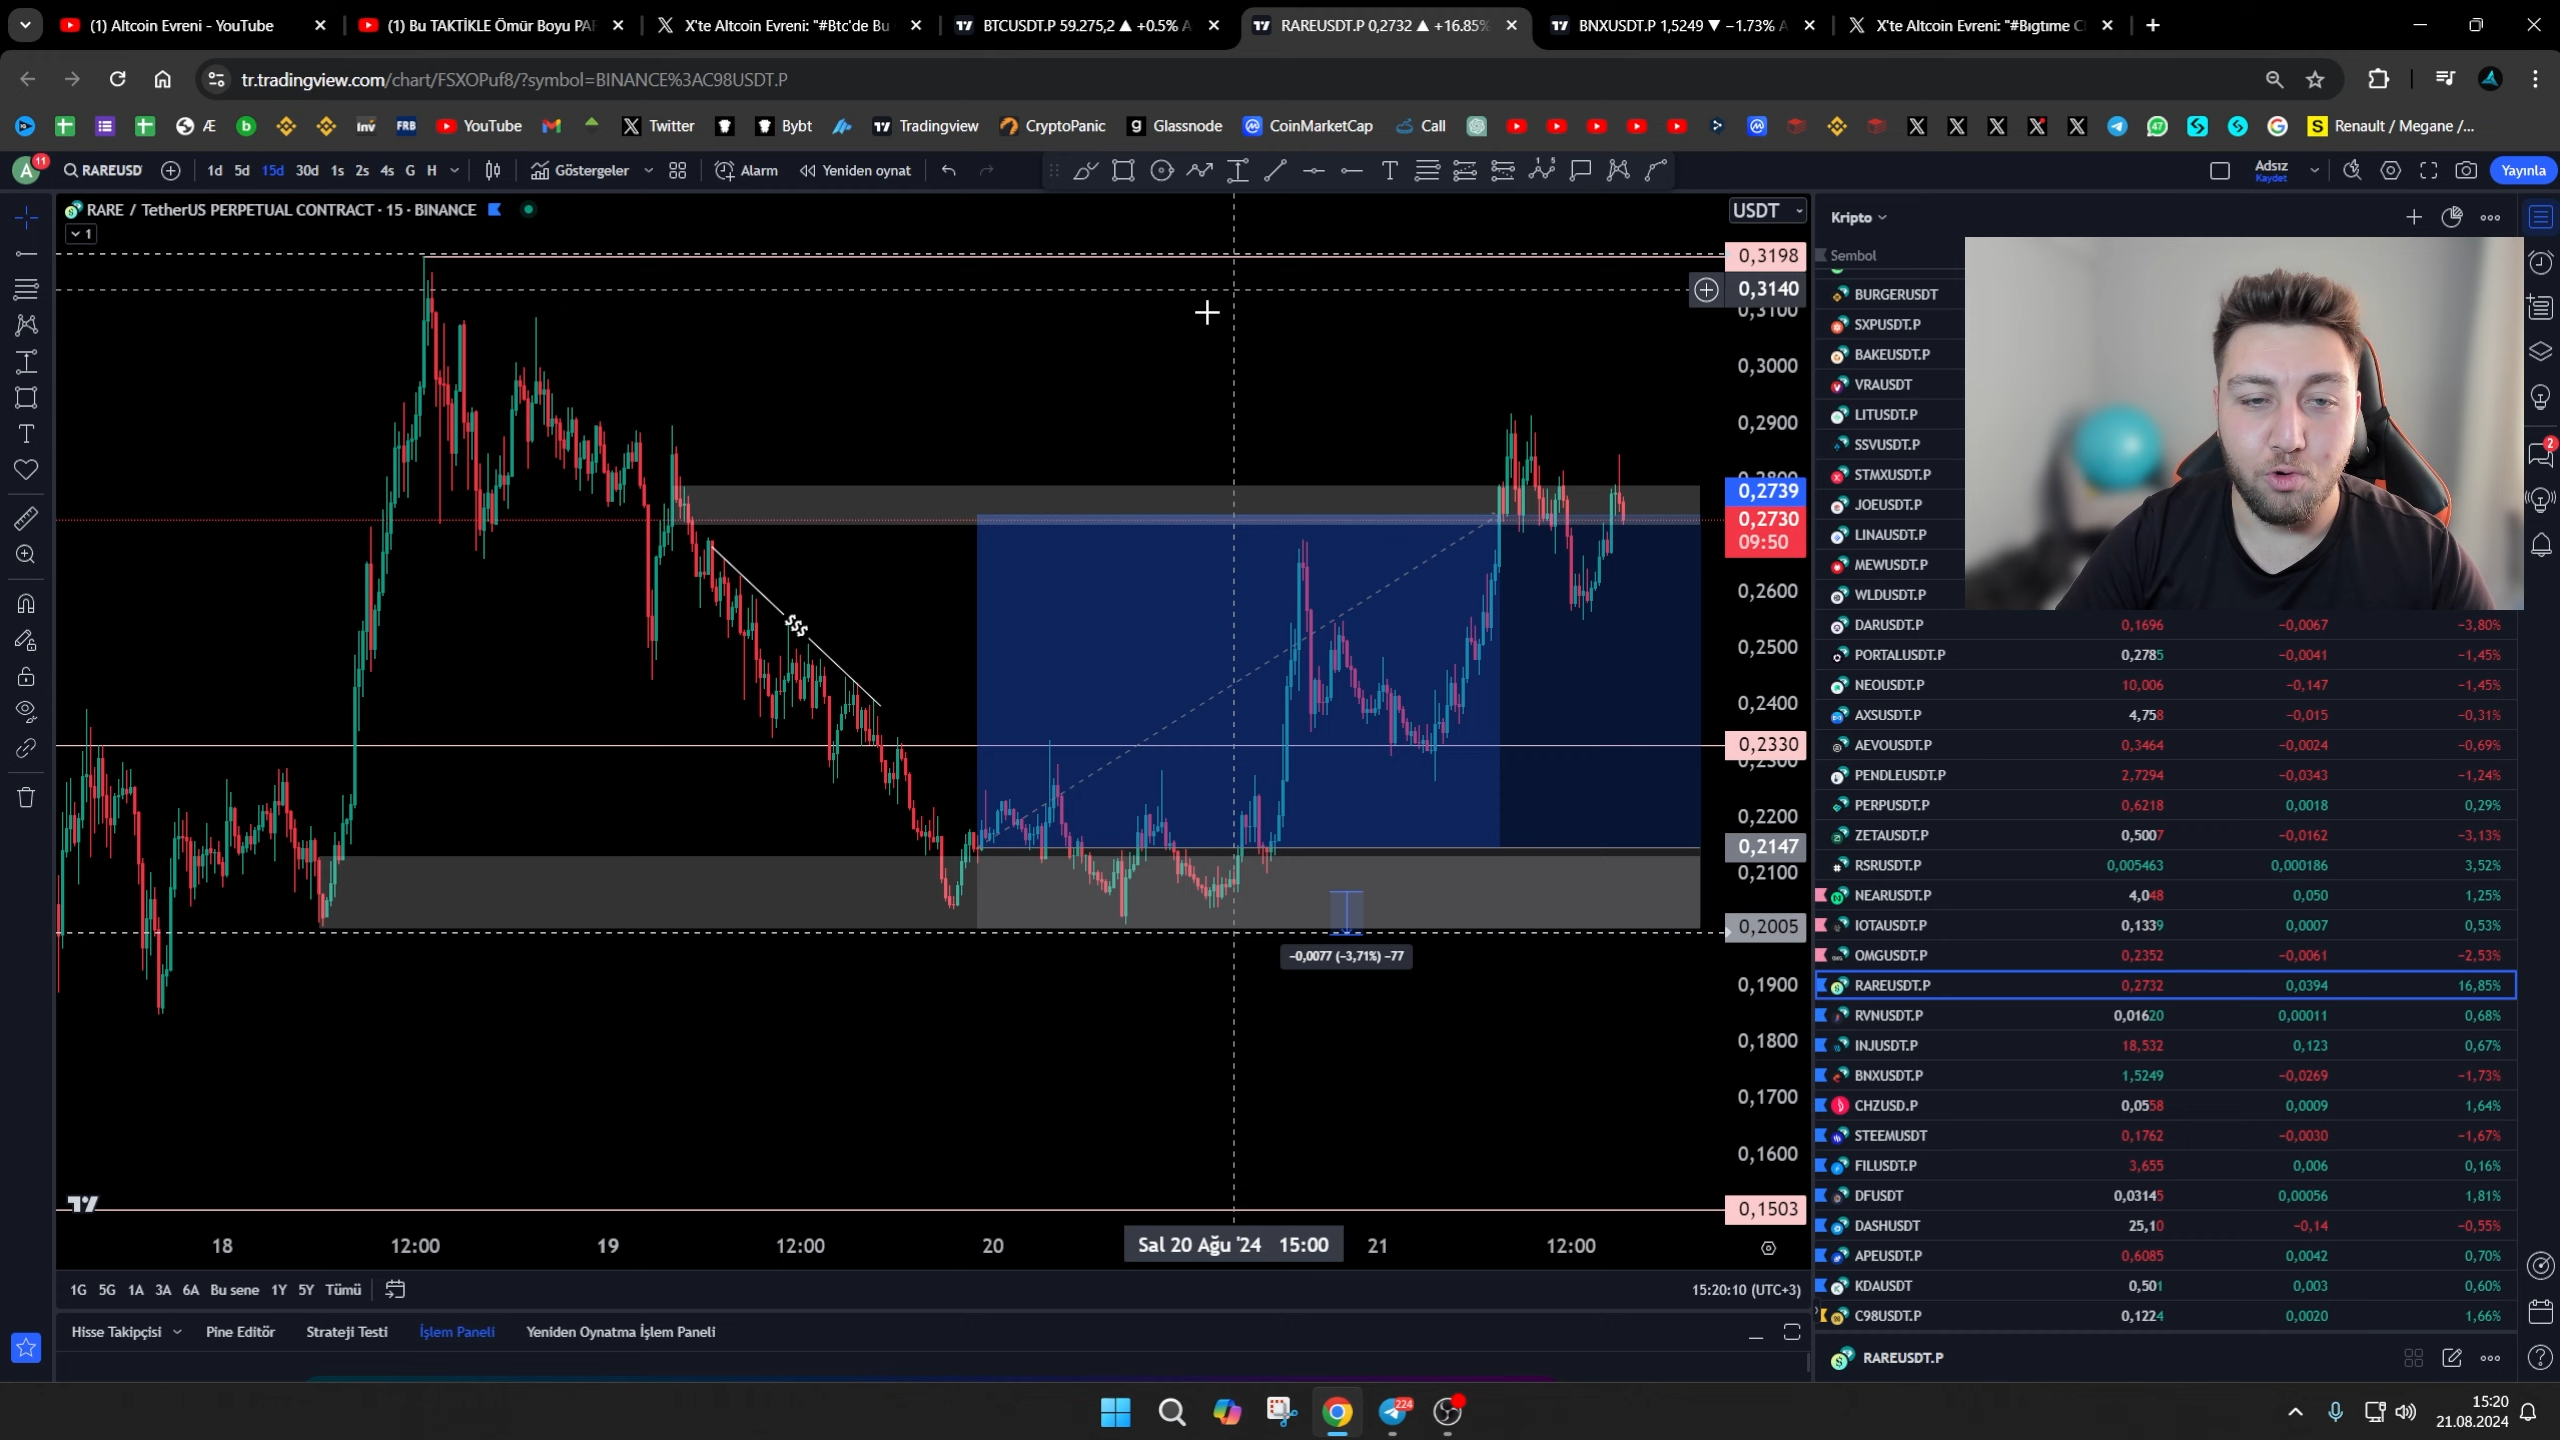 (1) Altcoin Evreni - YouTube
(1) Bu TAKTİKLE Ömür Boyu PAR
X'te Altcoin Evreni: "#Btc'de Bu
BTCUSDT.P 59.275,2 ▲ +0.5% A
RAREUSDT.P 0,2732 ▲ +16.85%
BNXUSDT.P 1,5249 ▼ −1.73% A
X'te Altcoin Evreni: "#Bıgtıme Cl
tr.tradingview.com/chart/FSXOPuf8/?symbol=BINANCE%3AC98USDT.P
Æ
inv
FRB
YouTube
Twitter
Bybt
Tradingview
CryptoPanic
Glassnode
CoinMarketCap
Call
Renault / Megane /...
A 11
RAREUSD
1d 5d 15d 30d 1s 2s 4s G H
Göstergeler
Alarm
Yeniden oynat
Adsız
Kaydet
Yayınla
RARE / TetherUS PERPETUAL CONTRACT · 15 · BINANCE
1
USDT
0,3198
0,3140
0,3100
0,3000
0,2900
0,2800
0,2739
0,2730
09:50
0,2600
0,2500
0,2400
0,2330
0,2300
0,2200
0,2147
0,2100
0,2005
0,1900
0,1800
0,1700
0,1600
0,1503
$$$
−0,0077 (−3,71%) −77
18
12:00
19
12:00
20
Sal 20 Ağu '24 15:00
21
12:00
1G 5G 1A 3A 6A Bu sene 1Y 5Y Tümü
15:20:10 (UTC+3)
Hisse Takipçisi
Pine Editör
Strateji Testi
İşlem Paneli
Yeniden Oynatma İşlem Paneli
Kripto
Sembol
BURGERUSDT
SXPUSDT.P
BAKEUSDT.P
VRAUSDT
LITUSDT.P
SSVUSDT.P
STMXUSDT.P
JOEUSDT.P
LINAUSDT.P
MEWUSDT.P
WLDUSDT.P
DARUSDT.P 0,1696 −0,0067 −3,80%
PORTALUSDT.P 0,2785 −0,0041 −1,45%
NEOUSDT.P 10,006 −0,147 −1,45%
AXSUSDT.P 4,758 −0,015 −0,31%
AEVOUSDT.P 0,3464 −0,0024 −0,69%
PENDLEUSDT.P 2,7294 −0,0343 −1,24%
PERPUSDT.P 0,6218 0,0018 0,29%
ZETAUSDT.P 0,5007 −0,0162 −3,13%
RSRUSDT.P 0,005463 0,000186 3,52%
NEARUSDT.P 4,048 0,050 1,25%
IOTAUSDT.P 0,1339 0,0007 0,53%
OMGUSDT.P 0,2352 −0,0061 −2,53%
RAREUSDT.P 0,2732 0,0394 16,85%
RVNUSDT.P 0,01620 0,00011 0,68%
INJUSDT.P 18,532 0,123 0,67%
BNXUSDT.P 1,5249 −0,0269 −1,73%
CHZUSD.P 0,0558 0,0009 1,64%
STEEMUSDT 0,1762 −0,0030 −1,67%
FILUSDT.P 3,655 0,006 0,16%
DFUSDT 0,03145 0,00056 1,81%
DASHUSDT 25,10 −0,14 −0,55%
APEUSDT.P 0,6085 0,0042 0,70%
KDAUSDT 0,501 0,003 0,60%
C98USDT.P 0,1224 0,0020 1,66%
RAREUSDT.P
2
224
15:20
21.08.2024